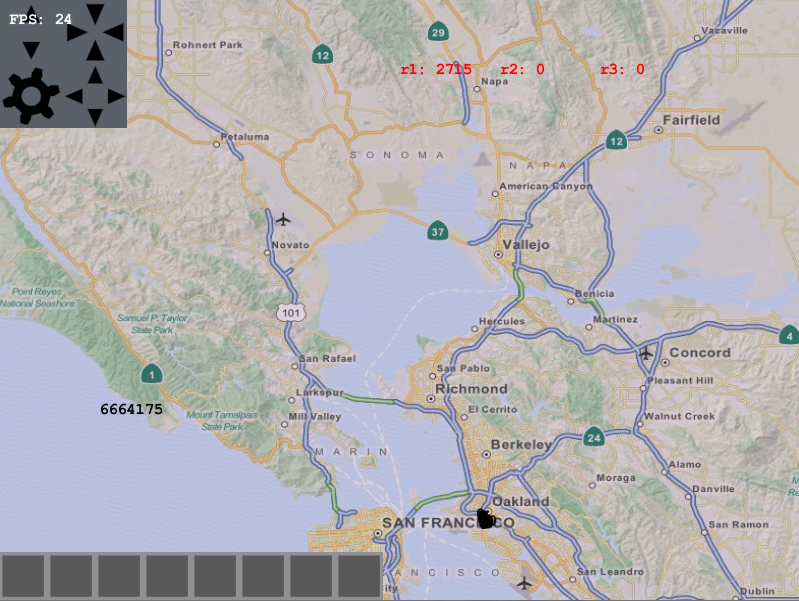 FPS: 24
29
12
Vacaville
Rohnert Park
r1: 2715 r2: 0 r3: 0
Napa
Fairfield
12
Petaluma
SONOMA
NAPA
American Canyon
37
Novato
Vallejo
Point Reyes
National Seashore
Benicia
101
Samuel P. Taylor
State Park
Hercules
Martinez
4
San Rafael
Concord
1
San Pablo
Pleasant Hill
Larkspur
Richmond
6664175
Mount Tamalpais
State Park
Mill Valley
El Cerrito
Walnut Creek
24
Berkeley
MARIN
Alamo
Moraga
Danville
Oakland
SAN FRANCISCO
San Ramon
ANCISCO
San Leandro
City
Dublin